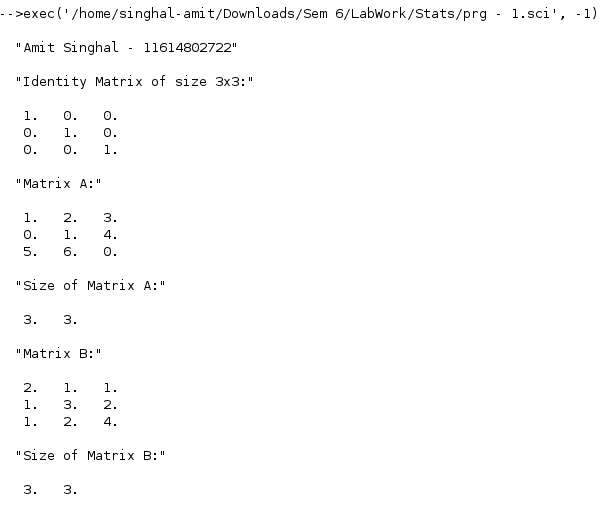 -->exec('/home/singhal-amit/Downloads/Sem 6/LabWork/Stats/prg - 1.sci', -1)
"Amit Singhal - 11614802722"
"Identity Matrix of size 3x3:"
1. 0. 0.
0. 1. 0.
0. 0. 1.
"Matrix A:"
1. 2. 3.
0. 1. 4.
5. 6. 0.
"Size of Matrix A:"
3. 3.
"Matrix B:"
2. 1. 1.
1. 3. 2.
1. 2. 4.
"Size of Matrix B:"
3. 3.